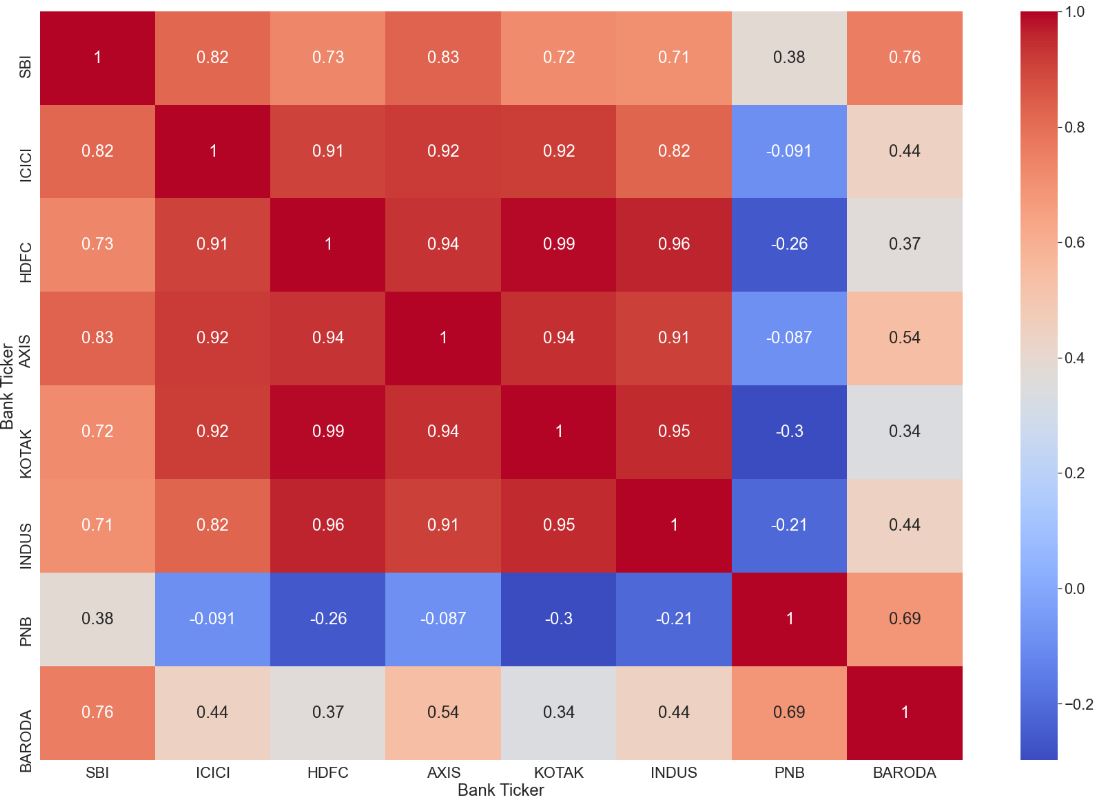 SBI 1 0.82 0.73 0.83 0.72 0.71 0.38 0.76
ICICI 0.82 1 0.91 0.92 0.92 0.82 -0.091 0.44
HDFC 0.73 0.91 1 0.94 0.99 0.96 -0.26 0.37
AXIS 0.83 0.92 0.94 1 0.94 0.91 -0.087 0.54
KOTAK 0.72 0.92 0.99 0.94 1 0.95 -0.3 0.34
INDUS 0.71 0.82 0.96 0.91 0.95 1 -0.21 0.44
PNB 0.38 -0.091 -0.26 -0.087 -0.3 -0.21 1 0.69
BARODA 0.76 0.44 0.37 0.54 0.34 0.44 0.69 1
SBI ICICI HDFC AXIS KOTAK INDUS PNB BARODA
Bank Ticker
Bank Ticker
1.0
0.8
0.6
0.4
0.2
0.0
−0.2